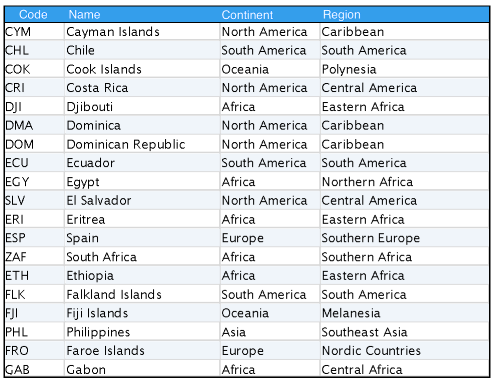 Code Name Continent Region
CYM Cayman Islands North America Caribbean
CHL Chile South America South America
COK Cook Islands Oceania Polynesia
CRI Costa Rica North America Central America
DJI Djibouti Africa Eastern Africa
DMA Dominica North America Caribbean
DOM Dominican Republic North America Caribbean
ECU Ecuador South America South America
EGY Egypt Africa Northern Africa
SLV El Salvador North America Central America
ERI Eritrea Africa Eastern Africa
ESP Spain Europe Southern Europe
ZAF South Africa Africa Southern Africa
ETH Ethiopia Africa Eastern Africa
FLK Falkland Islands South America South America
FJI Fiji Islands Oceania Melanesia
PHL Philippines Asia Southeast Asia
FRO Faroe Islands Europe Nordic Countries
GAB Gabon Africa Central Africa